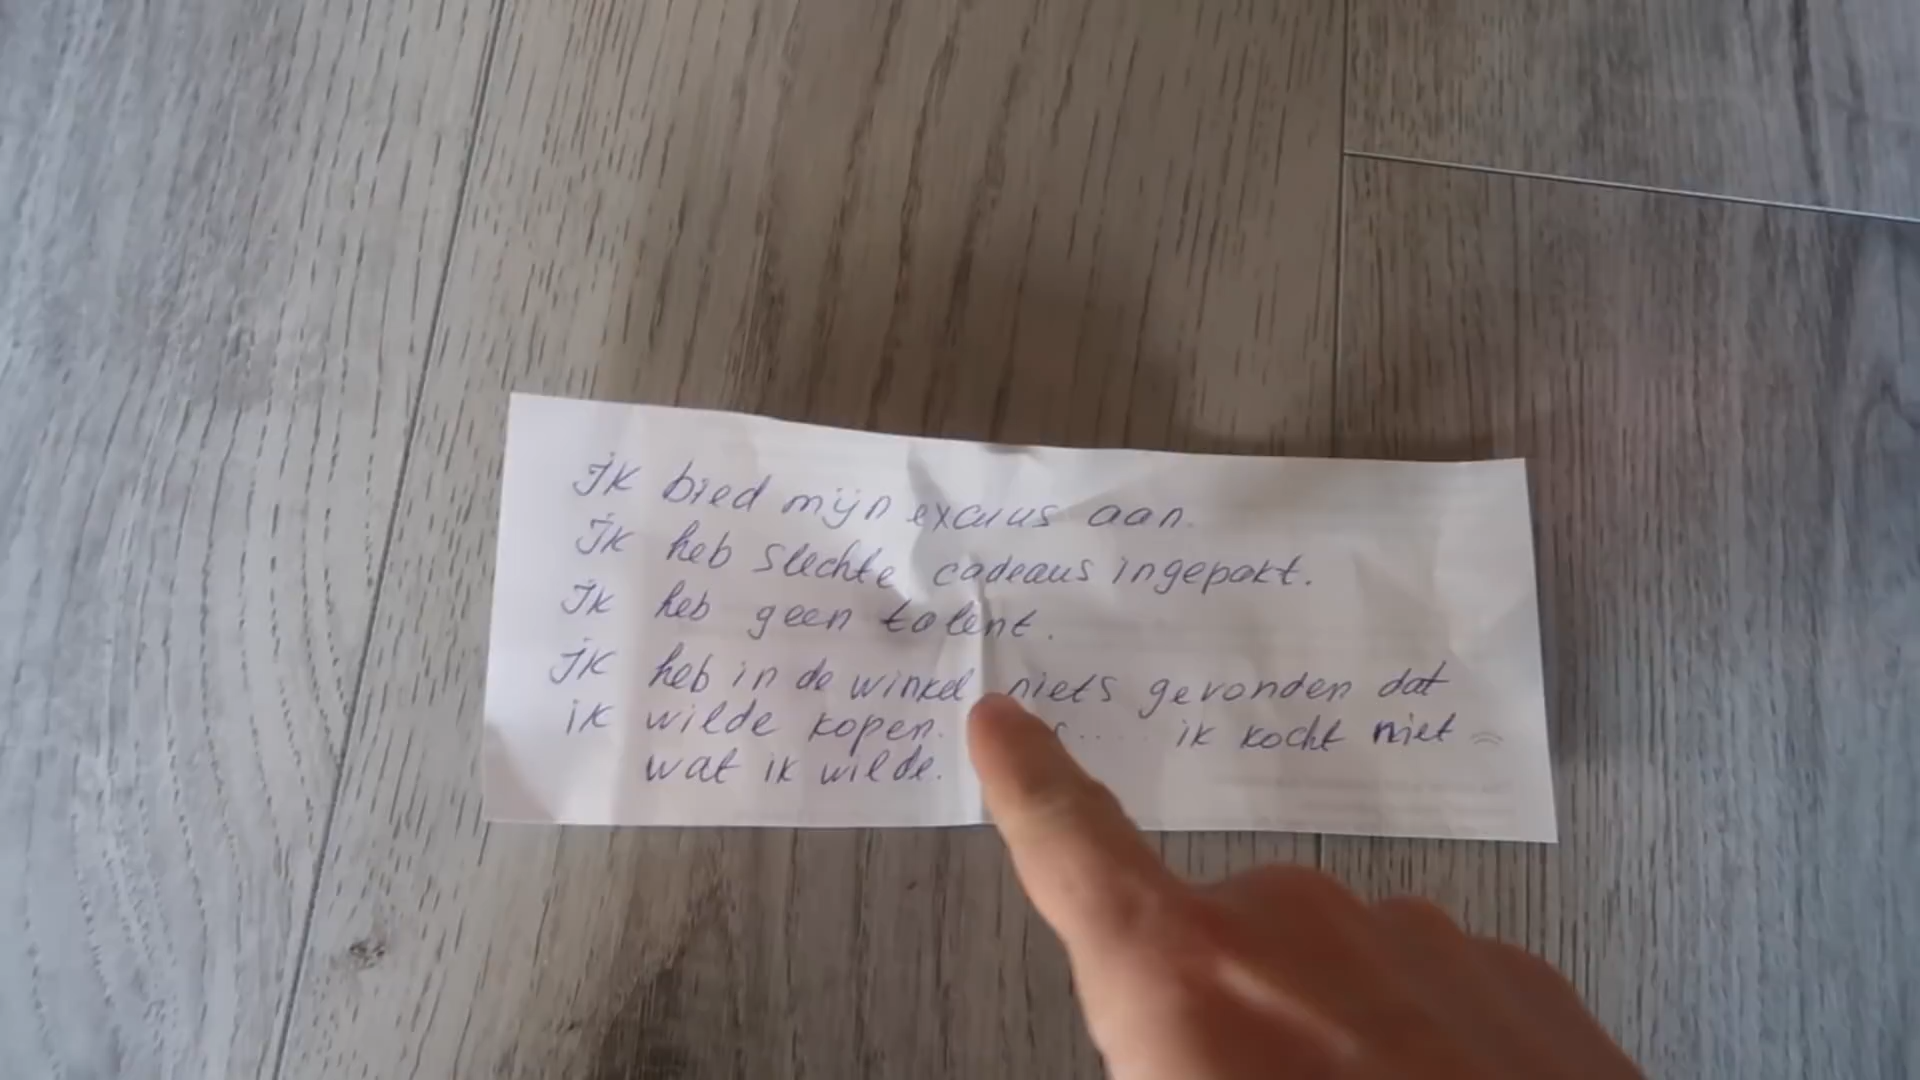 Ik bied mijn excuus aan.
Ik heb slechte cadeaus ingepakt.
Ik heb geen talent.
Ik heb in de winkel niets gevonden dat
ik wilde kopen. .... ik kocht niet
wat ik wilde.